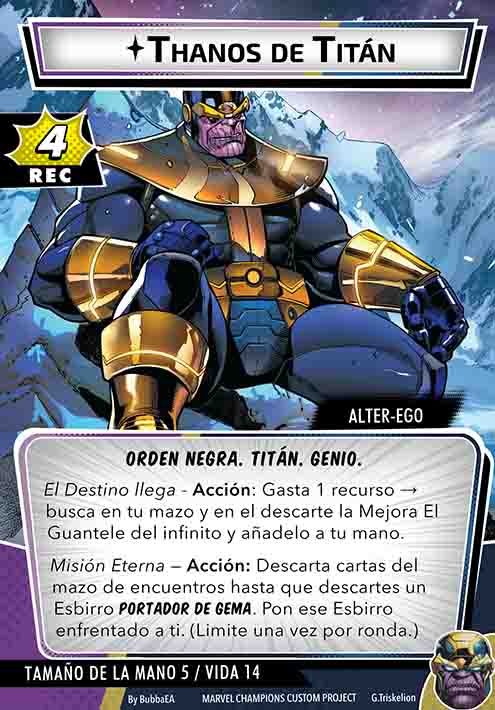 THANOS DE TITÁN
4
REC
ALTER-EGO
ORDEN NEGRA. TITÁN. GENIO.
El Destino llega - Acción: Gasta 1 recurso →
busca en tu mazo y en el descarte la Mejora El
Guantele del infinito y añadelo a tu mano.
Misión Eterna – Acción: Descarta cartas del
mazo de encuentros hasta que descartes un
Esbirro PORTADOR DE GEMA. Pon ese Esbirro
enfrentado a ti. (Limite una vez por ronda.)
TAMAÑO DE LA MANO 5 / VIDA 14
By BubbaEA MARVEL CHAMPIONS CUSTOM PROJECT G.Triskelion